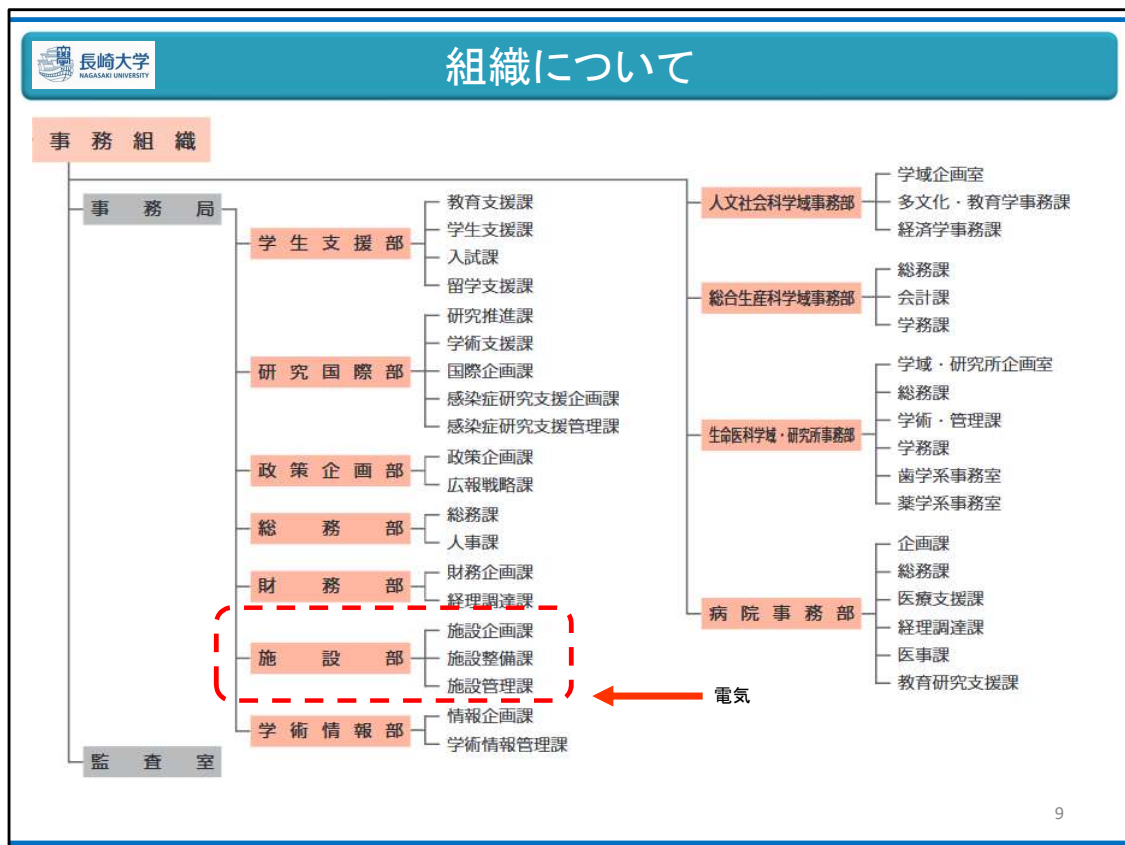 長崎大学
NAGASAKI UNIVERSITY
組織について
事務組織
事務局
学生支援部
教育支援課
学生支援課
入試課
留学支援課
研究国際部
研究推進課
学術支援課
国際企画課
感染症研究支援企画課
感染症研究支援管理課
政策企画部
政策企画課
広報戦略課
総務部
総務課
人事課
財務部
財務企画課
経理調達課
施設部
施設企画課
施設整備課
施設管理課
学術情報部
情報企画課
学術情報管理課
監査室
人文社会科学域事務部
学域企画室
多文化・教育学事務課
経済学事務課
総合生産科学域事務部
総務課
会計課
学務課
生命医科学域・研究所事務部
学域・研究所企画室
総務課
学術・管理課
学務課
歯学系事務室
薬学系事務室
病院事務部
企画課
総務課
医療支援課
経理調達課
医事課
教育研究支援課
電気
9